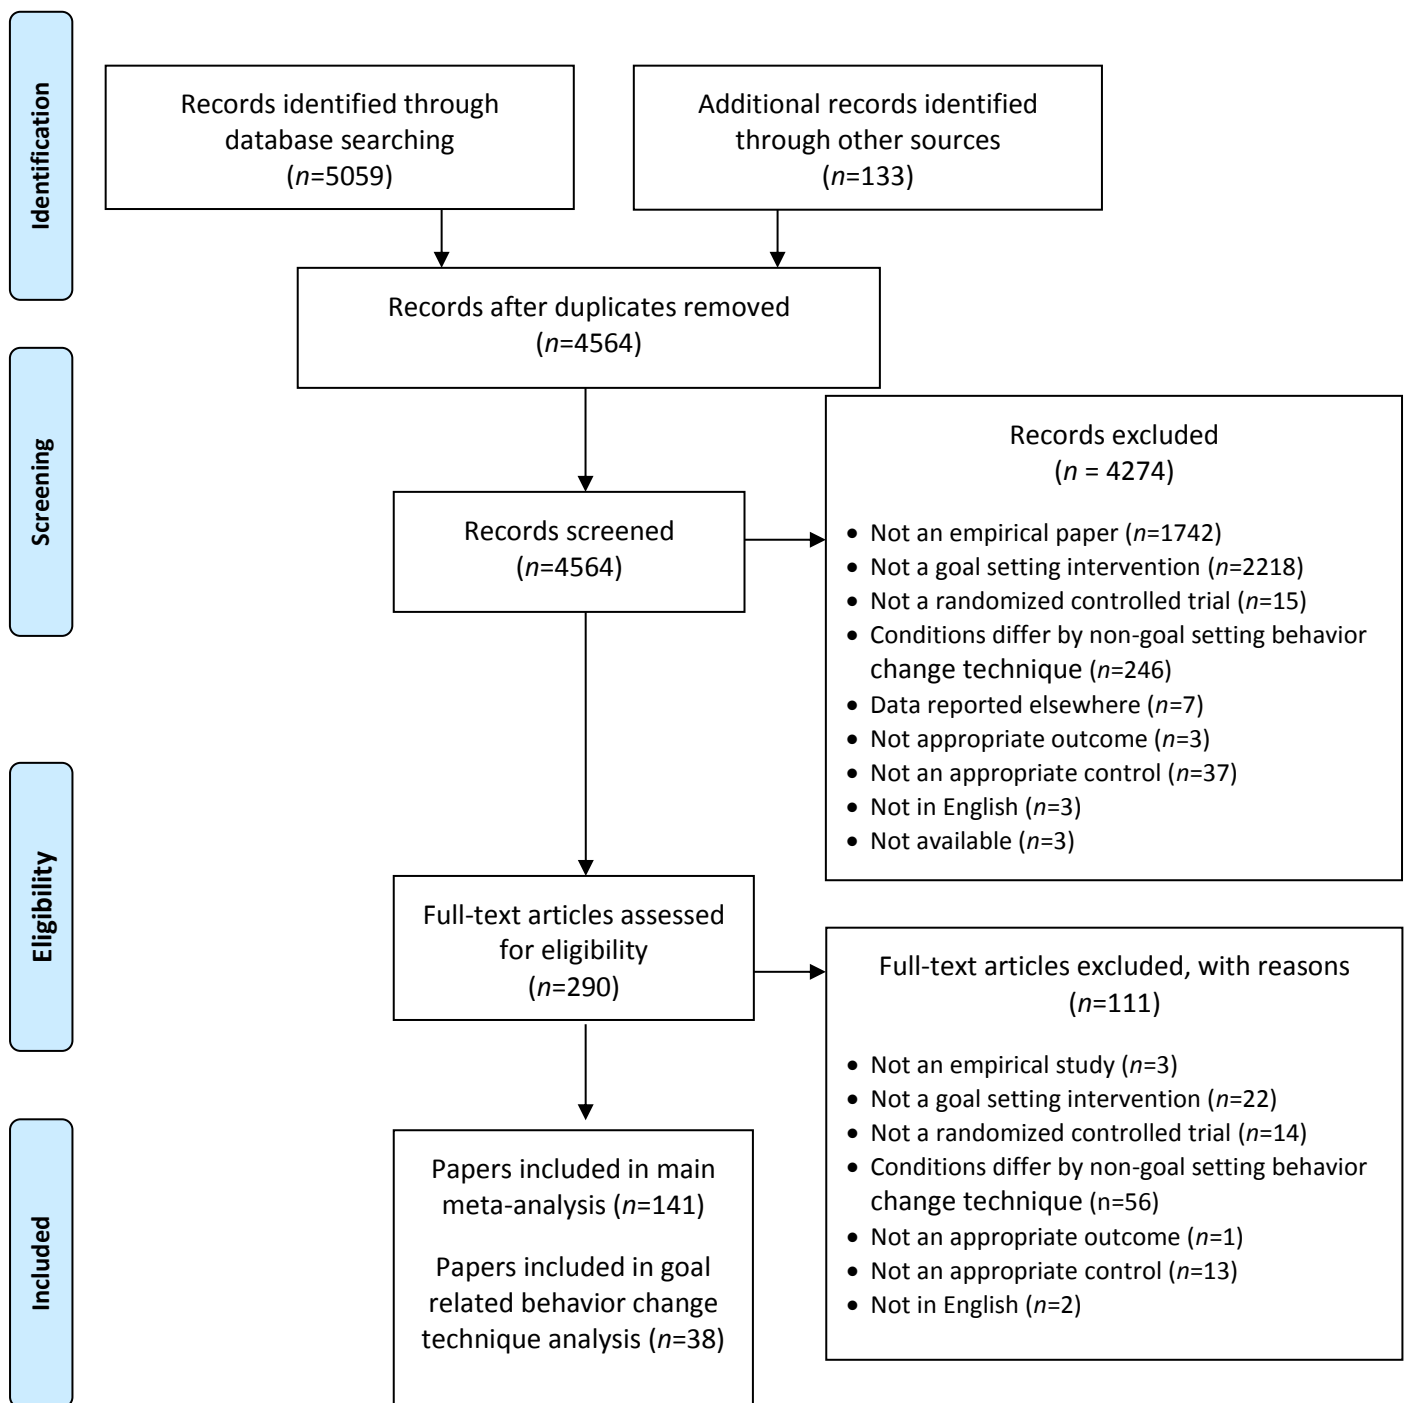 Identification
Records identified through
database searching
(n=5059)
Additional records identified
through other sources
(n=133)
Records after duplicates removed
(n=4564)
Screening
Records screened
(n=4564)
Records excluded
(n = 4274)
• Not an empirical paper (n=1742)
• Not a goal setting intervention (n=2218)
• Not a randomized controlled trial (n=15)
• Conditions differ by non-goal setting behavior
change technique (n=246)
• Data reported elsewhere (n=7)
• Not appropriate outcome (n=3)
• Not an appropriate control (n=37)
• Not in English (n=3)
• Not available (n=3)
Eligibility
Full-text articles assessed
for eligibility
(n=290)
Full-text articles excluded, with reasons
(n=111)
• Not an empirical study (n=3)
• Not a goal setting intervention (n=22)
• Not a randomized controlled trial (n=14)
• Conditions differ by non-goal setting behavior
change technique (n=56)
• Not an appropriate outcome (n=1)
• Not an appropriate control (n=13)
• Not in English (n=2)
Included
Papers included in main
meta-analysis (n=141)
Papers included in goal
related behavior change
technique analysis (n=38)